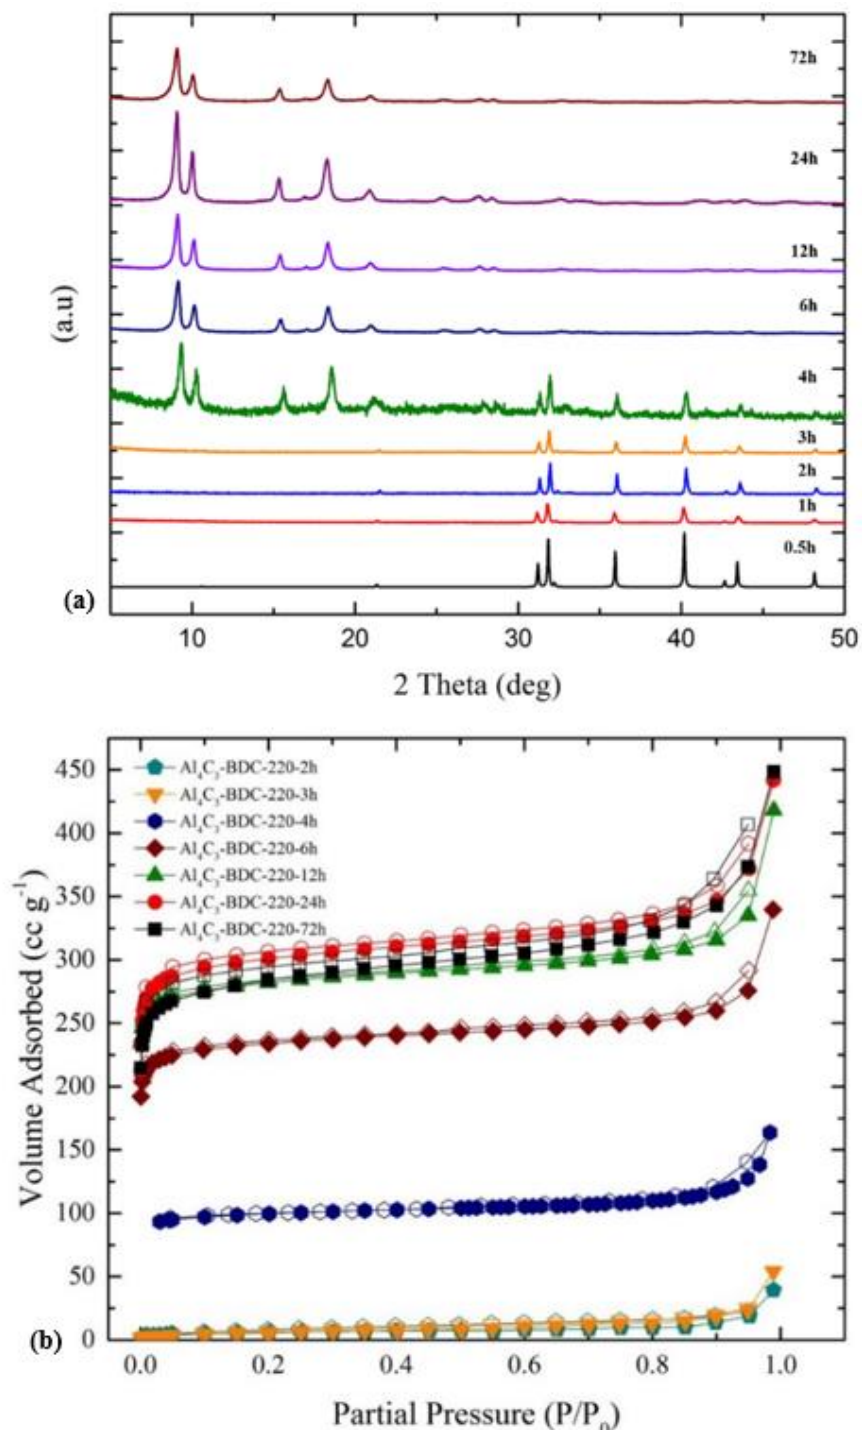 72h
24h
12h
6h
4h
3h
2h
1h
0.5h
(a.u)
(a)
10 20 30 40 50
2 Theta (deg)
450
400
350
300
250
200
150
100
50
0
Al₄C₃-BDC-220-2h
Al₄C₃-BDC-220-3h
Al₄C₃-BDC-220-4h
Al₄C₃-BDC-220-6h
Al₄C₃-BDC-220-12h
Al₄C₃-BDC-220-24h
Al₄C₃-BDC-220-72h
Volume Adsorbed (cc g⁻¹)
(b)
0.0 0.2 0.4 0.6 0.8 1.0
Partial Pressure (P/P₀)